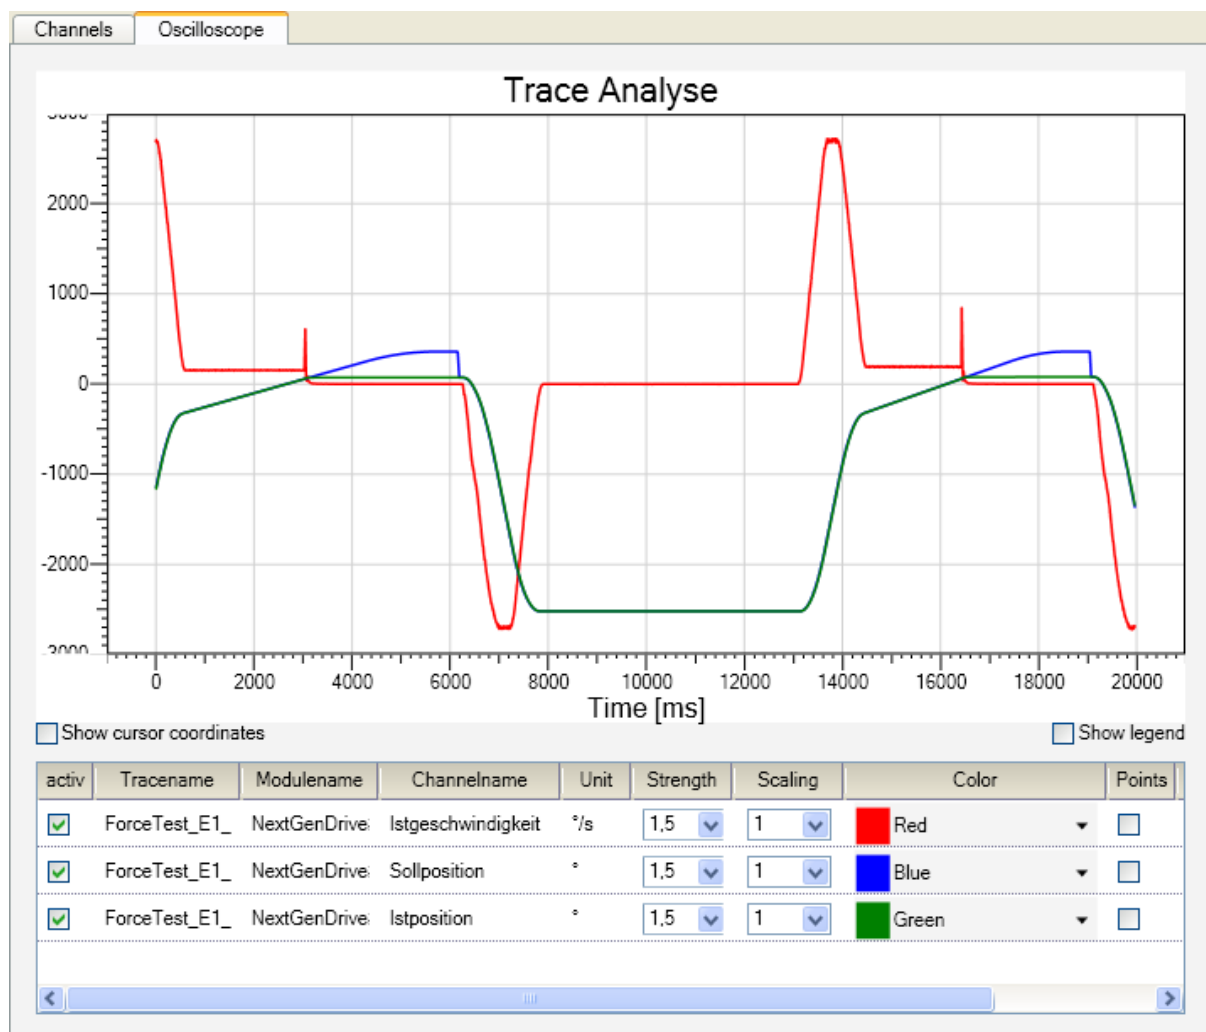 Channels Oscilloscope
Trace Analyse
3000
2000
1000
0
-1000
-2000
-3000
0 2000 4000 6000 8000 10000 12000 14000 16000 18000 20000
Time [ms]
Show cursor coordinates Show legend
activ Tracename Modulename Channelname Unit Strength Scaling Color Points
ForceTest_E1_ NextGenDrive Istgeschwindigkeit °/s 1,5 1 Red
ForceTest_E1_ NextGenDrive Sollposition ° 1,5 1 Blue
ForceTest_E1_ NextGenDrive Istposition ° 1,5 1 Green